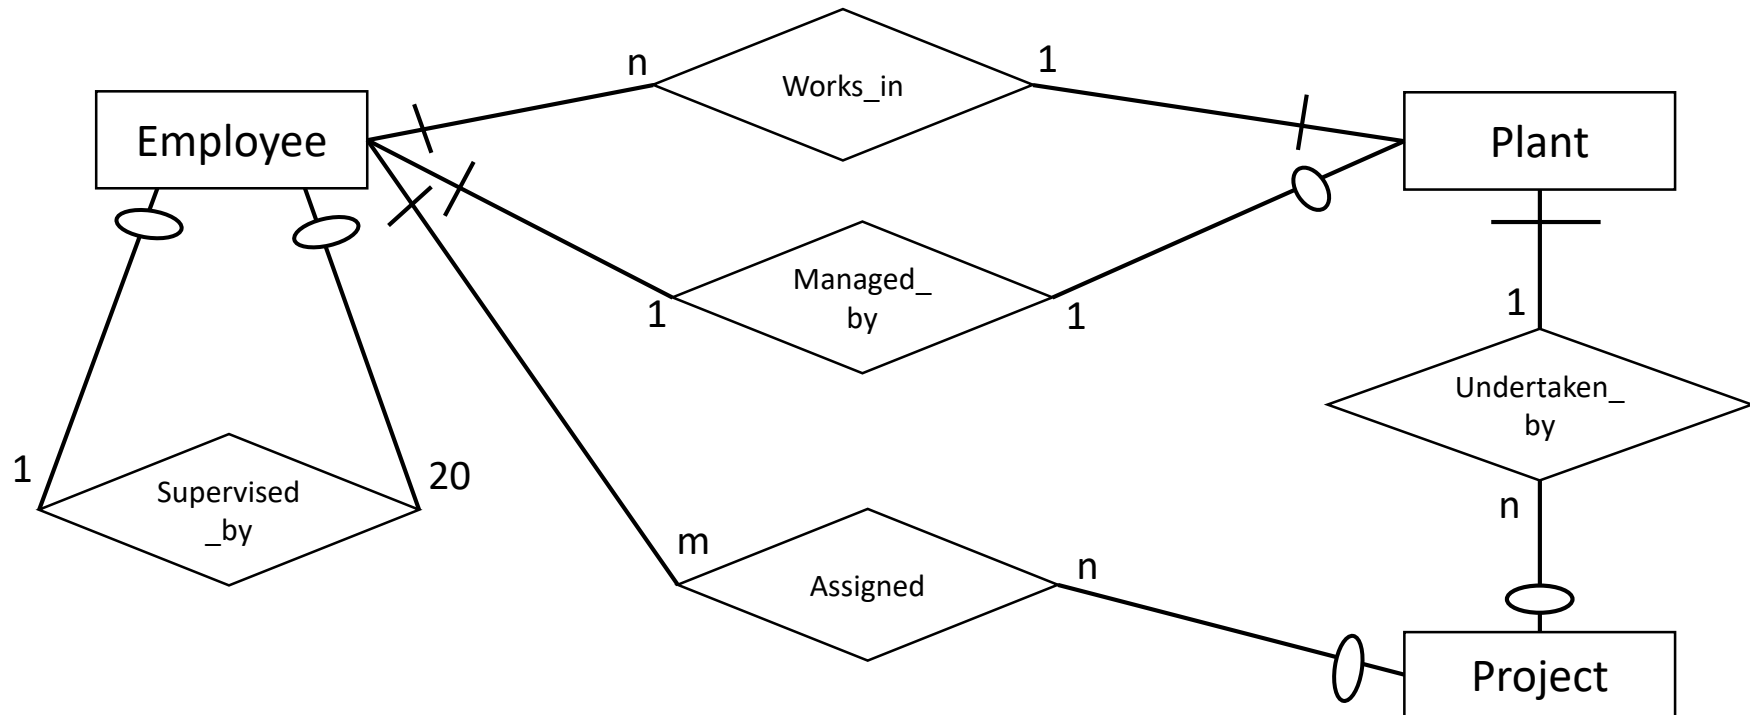 n
Works_in
1
Employee
Plant
Managed_
by
1
1
1
Undertaken_
by
n
1
Supervised
_by
20
m
Assigned
n
Project